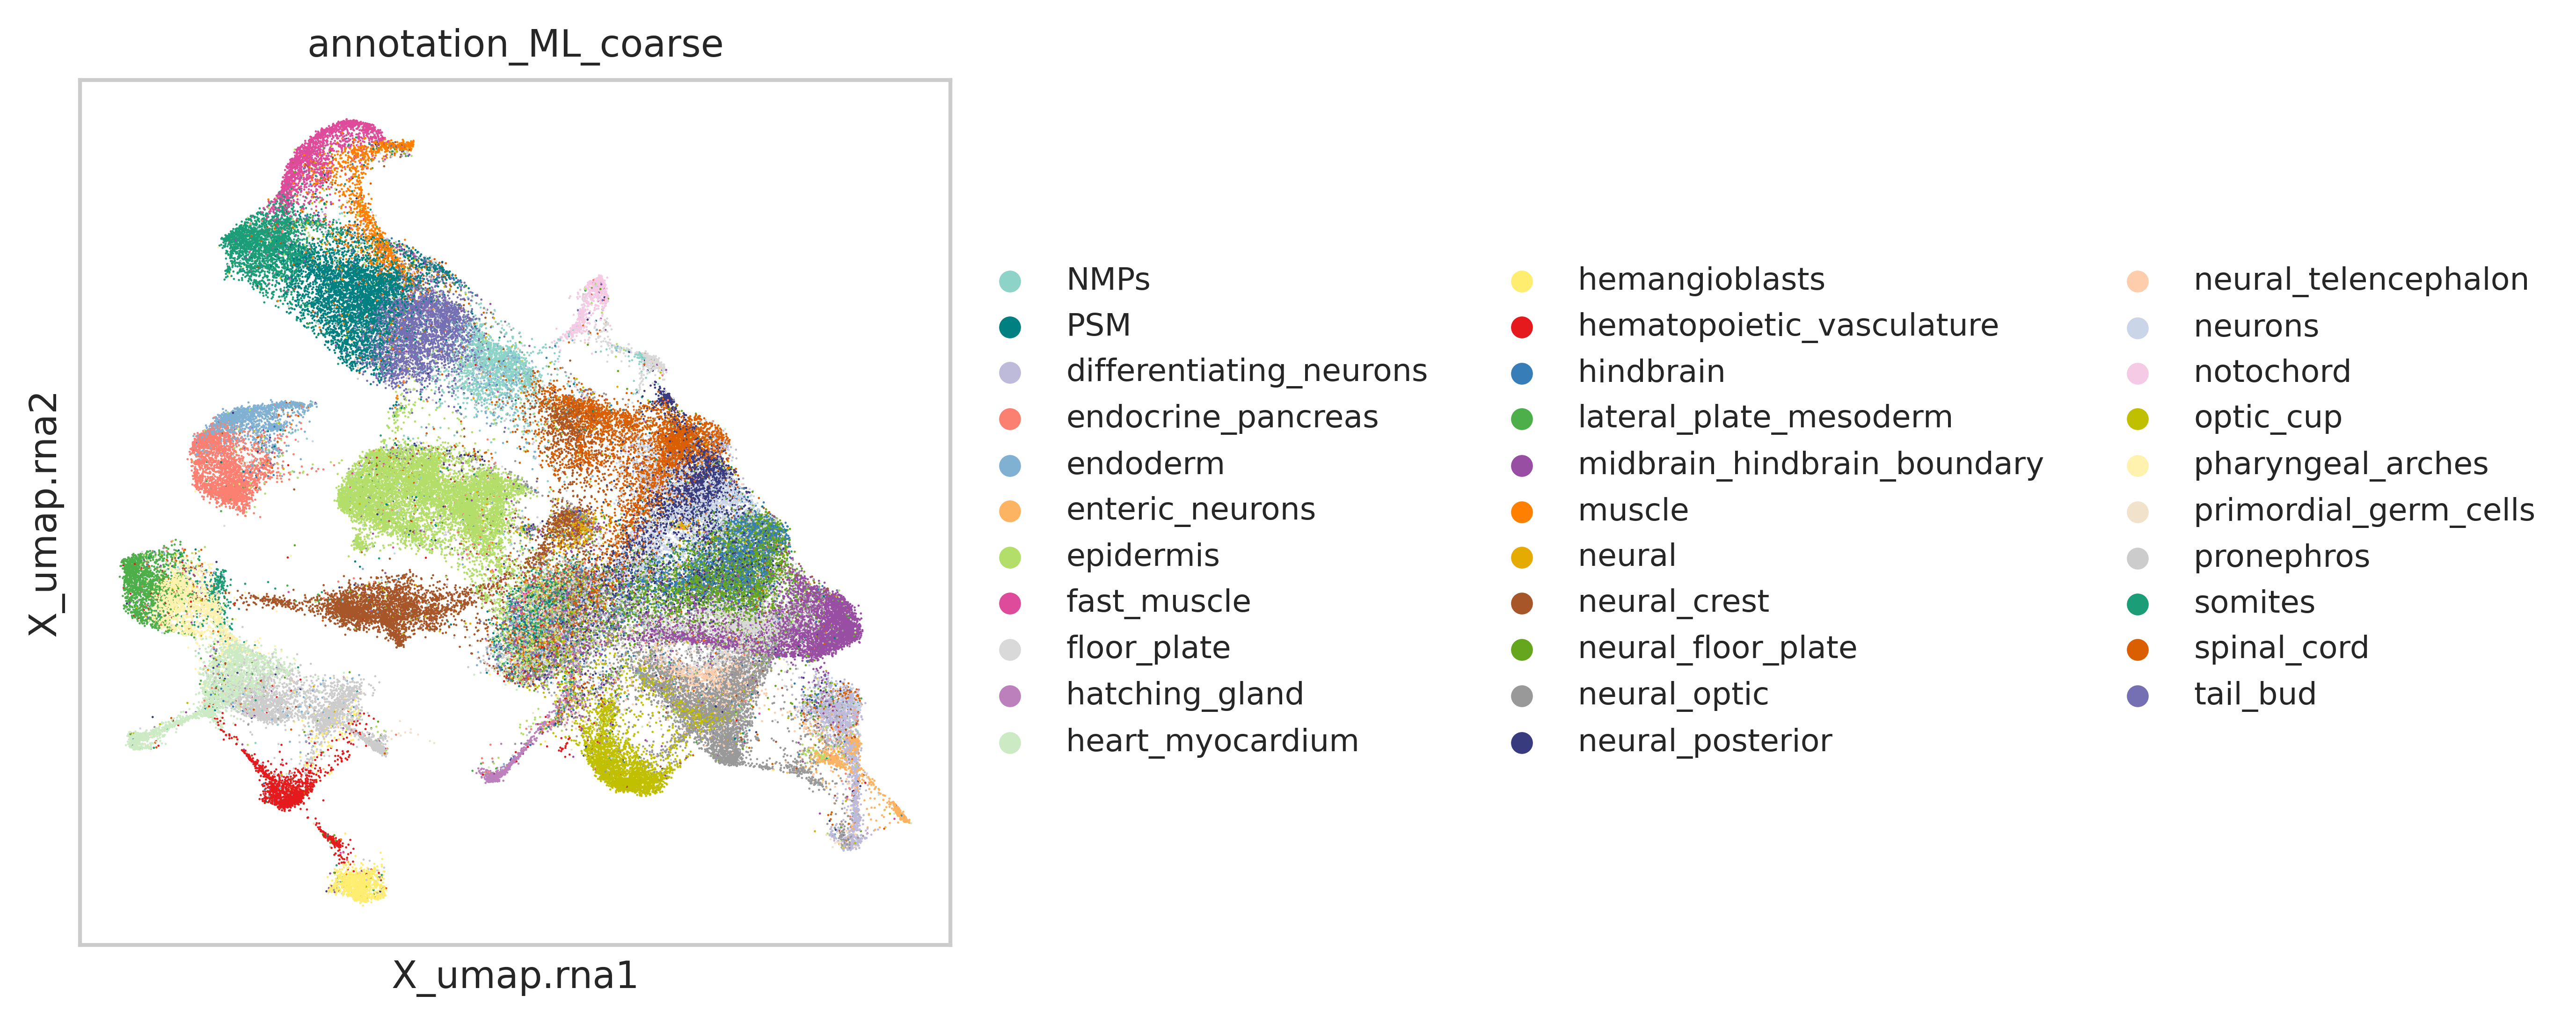 annotation_ML_coarse
X_umap.rna2
X_umap.rna1
NMPs
PSM
differentiating_neurons
endocrine_pancreas
endoderm
enteric_neurons
epidermis
fast_muscle
floor_plate
hatching_gland
heart_myocardium
hemangioblasts
hematopoietic_vasculature
hindbrain
lateral_plate_mesoderm
midbrain_hindbrain_boundary
muscle
neural
neural_crest
neural_floor_plate
neural_optic
neural_posterior
neural_telencephalon
neurons
notochord
optic_cup
pharyngeal_arches
primordial_germ_cells
pronephros
somites
spinal_cord
tail_bud